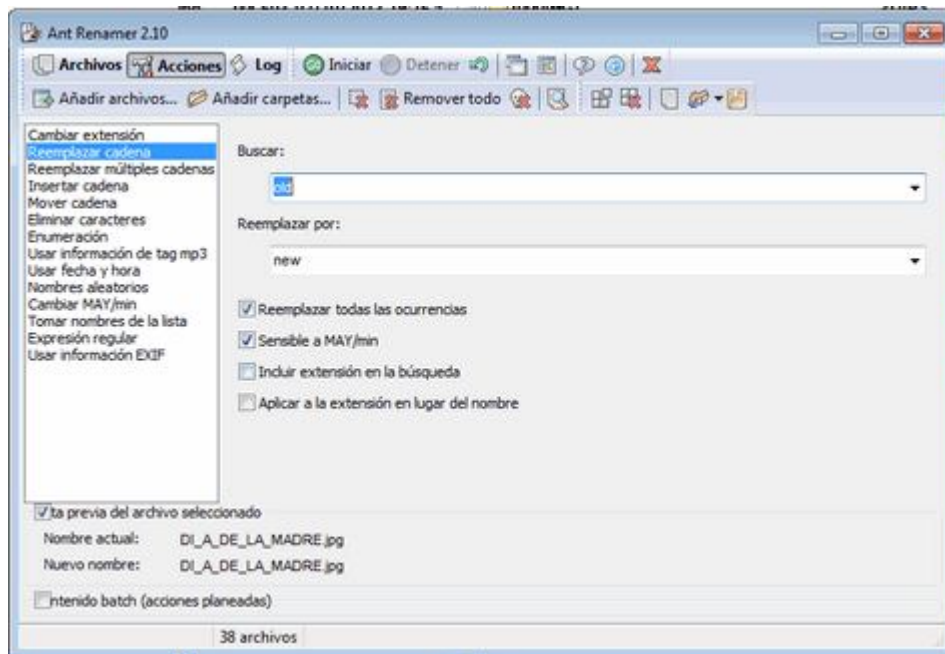 Ant Renamer 2.10
Archivos Acciones Log Iniciar Detener
Añadir archivos... Añadir carpetas... Remover todo
Cambiar extensión
Reemplazar cadena
Reemplazar múltiples cadenas
Insertar cadena
Mover cadena
Eliminar caracteres
Enumeración
Usar información de tag mp3
Usar fecha y hora
Nombres aleatorios
Cambiar MAY/min
Tomar nombres de la lista
Expresión regular
Usar información EXIF
Buscar:
old
Reemplazar por:
new
Reemplazar todas las ocurrencias
Sensible a MAY/min
Incluir extensión en la búsqueda
Aplicar a la extensión en lugar del nombre
ta previa del archivo seleccionado
Nombre actual: DI_A_DE_LA_MADRE.jpg
Nuevo nombre: DI_A_DE_LA_MADRE.jpg
ntenido batch (acciones planeadas)
38 archivos